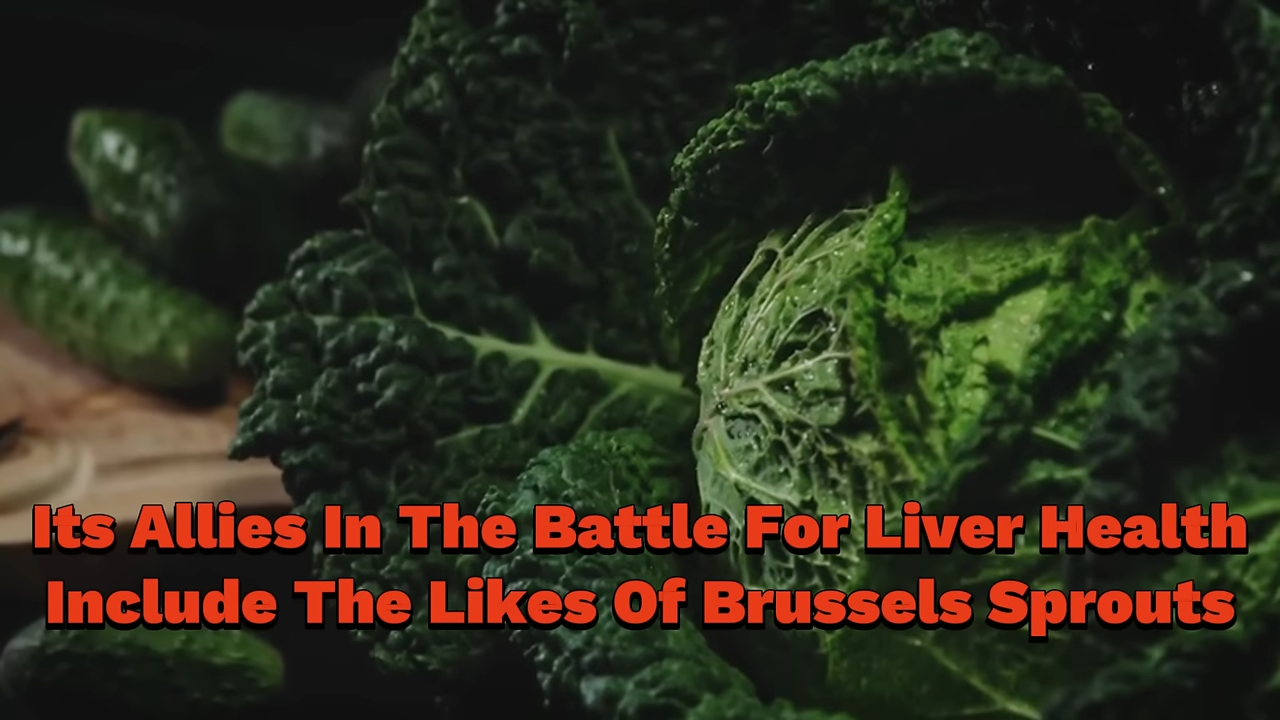 Its Allies In The Battle For Liver Health
Include The Likes Of Brussels Sprouts